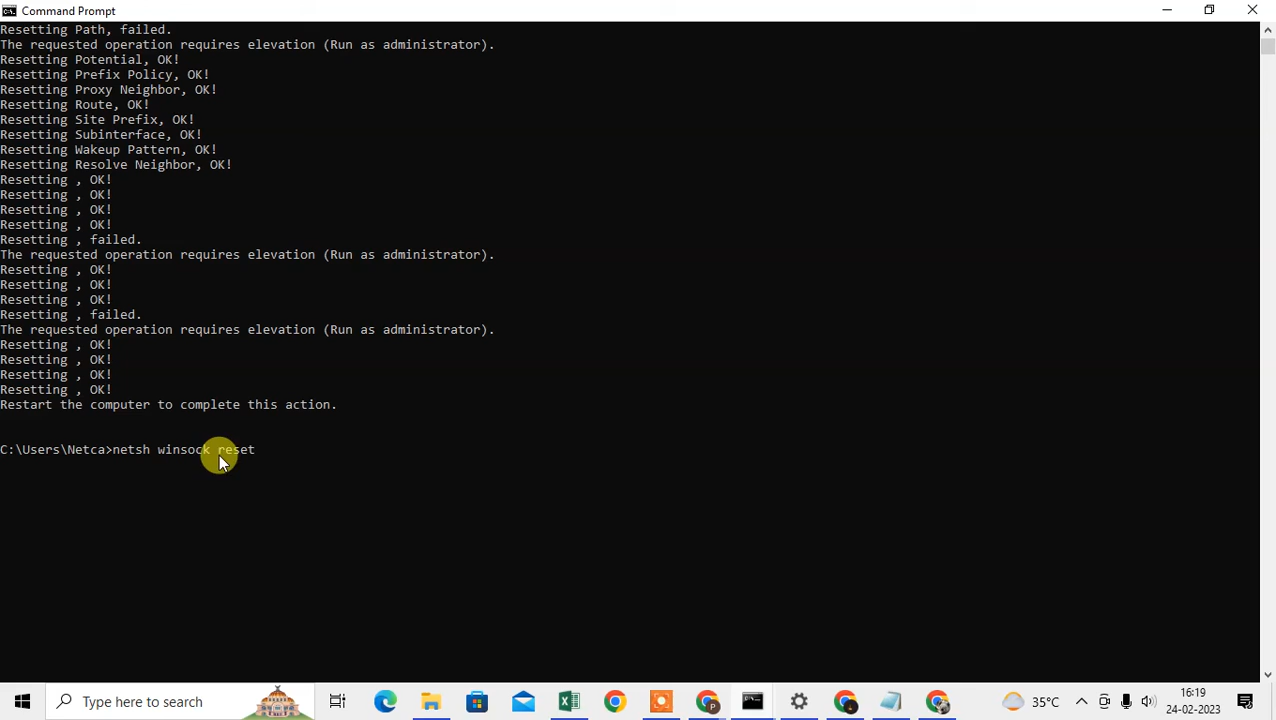 Command Prompt
Resetting Path, failed.
The requested operation requires elevation (Run as administrator).
Resetting Potential, OK!
Resetting Prefix Policy, OK!
Resetting Proxy Neighbor, OK!
Resetting Route, OK!
Resetting Site Prefix, OK!
Resetting Subinterface, OK!
Resetting Wakeup Pattern, OK!
Resetting Resolve Neighbor, OK!
Resetting , OK!
Resetting , OK!
Resetting , OK!
Resetting , OK!
Resetting , failed.
The requested operation requires elevation (Run as administrator).
Resetting , OK!
Resetting , OK!
Resetting , OK!
Resetting , failed.
The requested operation requires elevation (Run as administrator).
Resetting , OK!
Resetting , OK!
Resetting , OK!
Resetting , OK!
Restart the computer to complete this action.
C:\Users\Netca>netsh winsock reset
Type here to search
35°C
16:19
24-02-2023